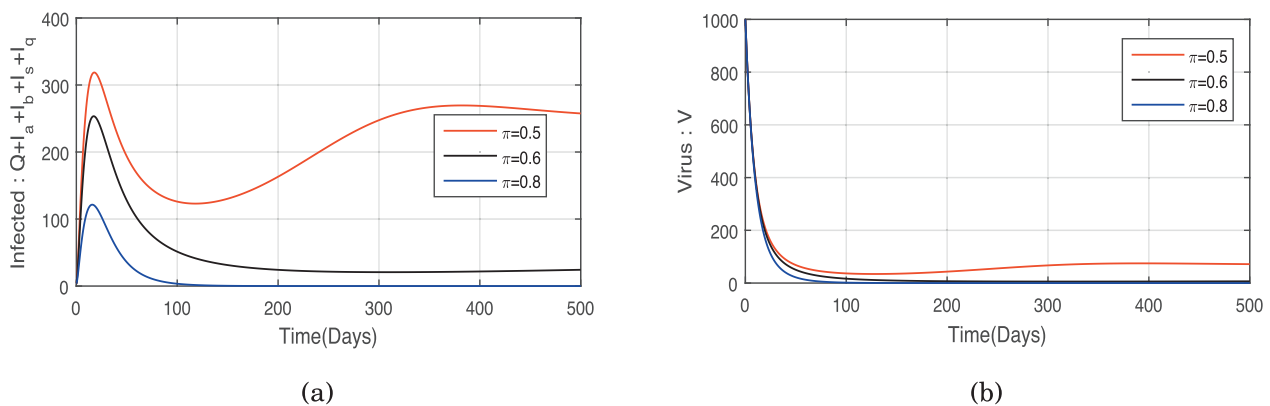 400
300
200
100
0
Infected : Q+I_a+I_b+I_s+I_q
π=0.5
π=0.6
π=0.8
0 100 200 300 400 500
Time(Days)
(a)
1000
800
600
400
200
0
Virus : V
π=0.5
π=0.6
π=0.8
0 100 200 300 400 500
Time(Days)
(b)